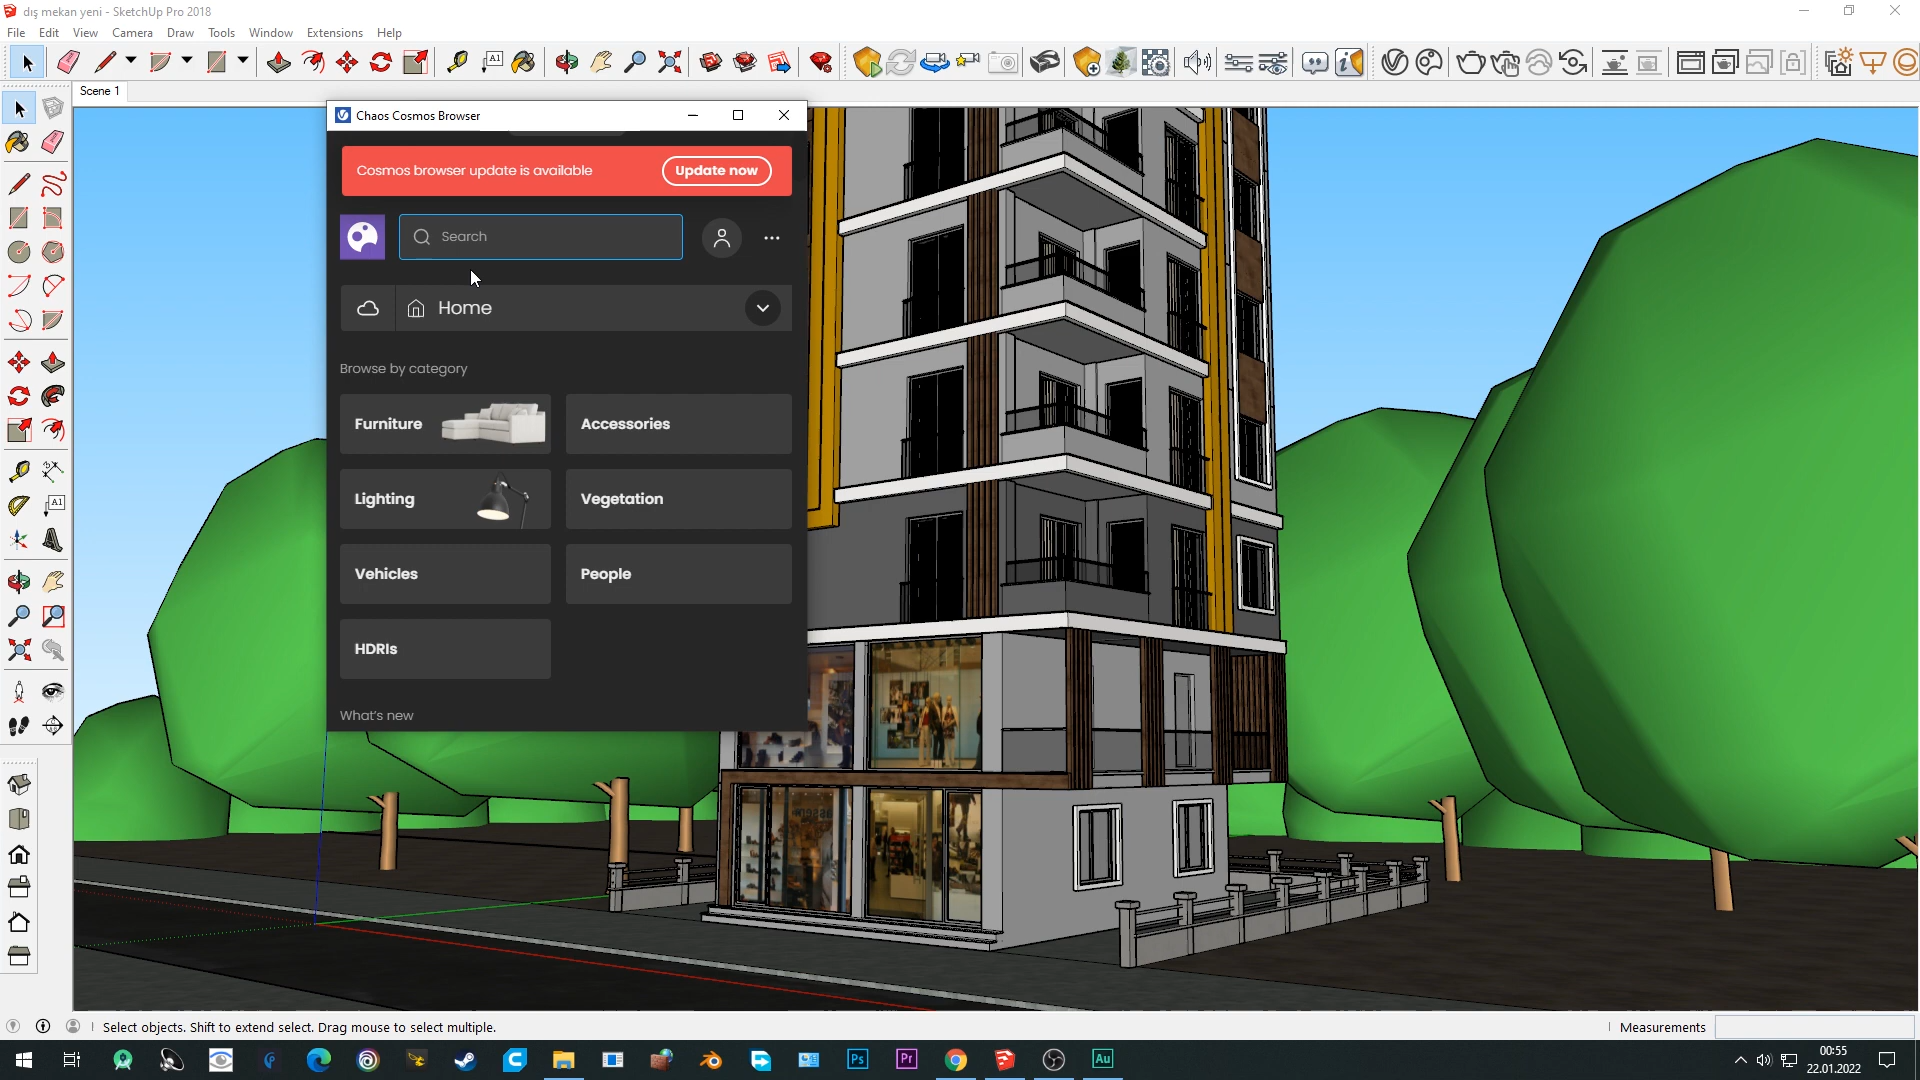 dış mekan yeni - SketchUp Pro 2018
File Edit View Camera Draw Tools Window Extensions Help
Scene 1
Chaos Cosmos Browser
Cosmos browser update is available
Update now
Search
Home
Browse by category
Furniture
Accessories
Lighting
Vegetation
Vehicles
People
HDRIs
What's new
Select objects. Shift to extend select. Drag mouse to select multiple.
Measurements
Ps
Pr
Au
00:55
22.01.2022